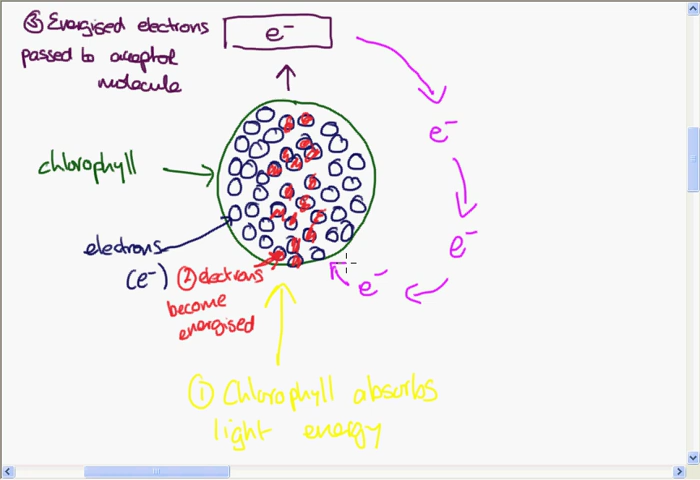 ③ Energised electrons
passed to acceptor
molecule
e⁻
e⁻
chlorophyll
e⁻
electrons
(e⁻)
② electrons
become
energised
e⁻
① Chlorophyll absorbs
light energy